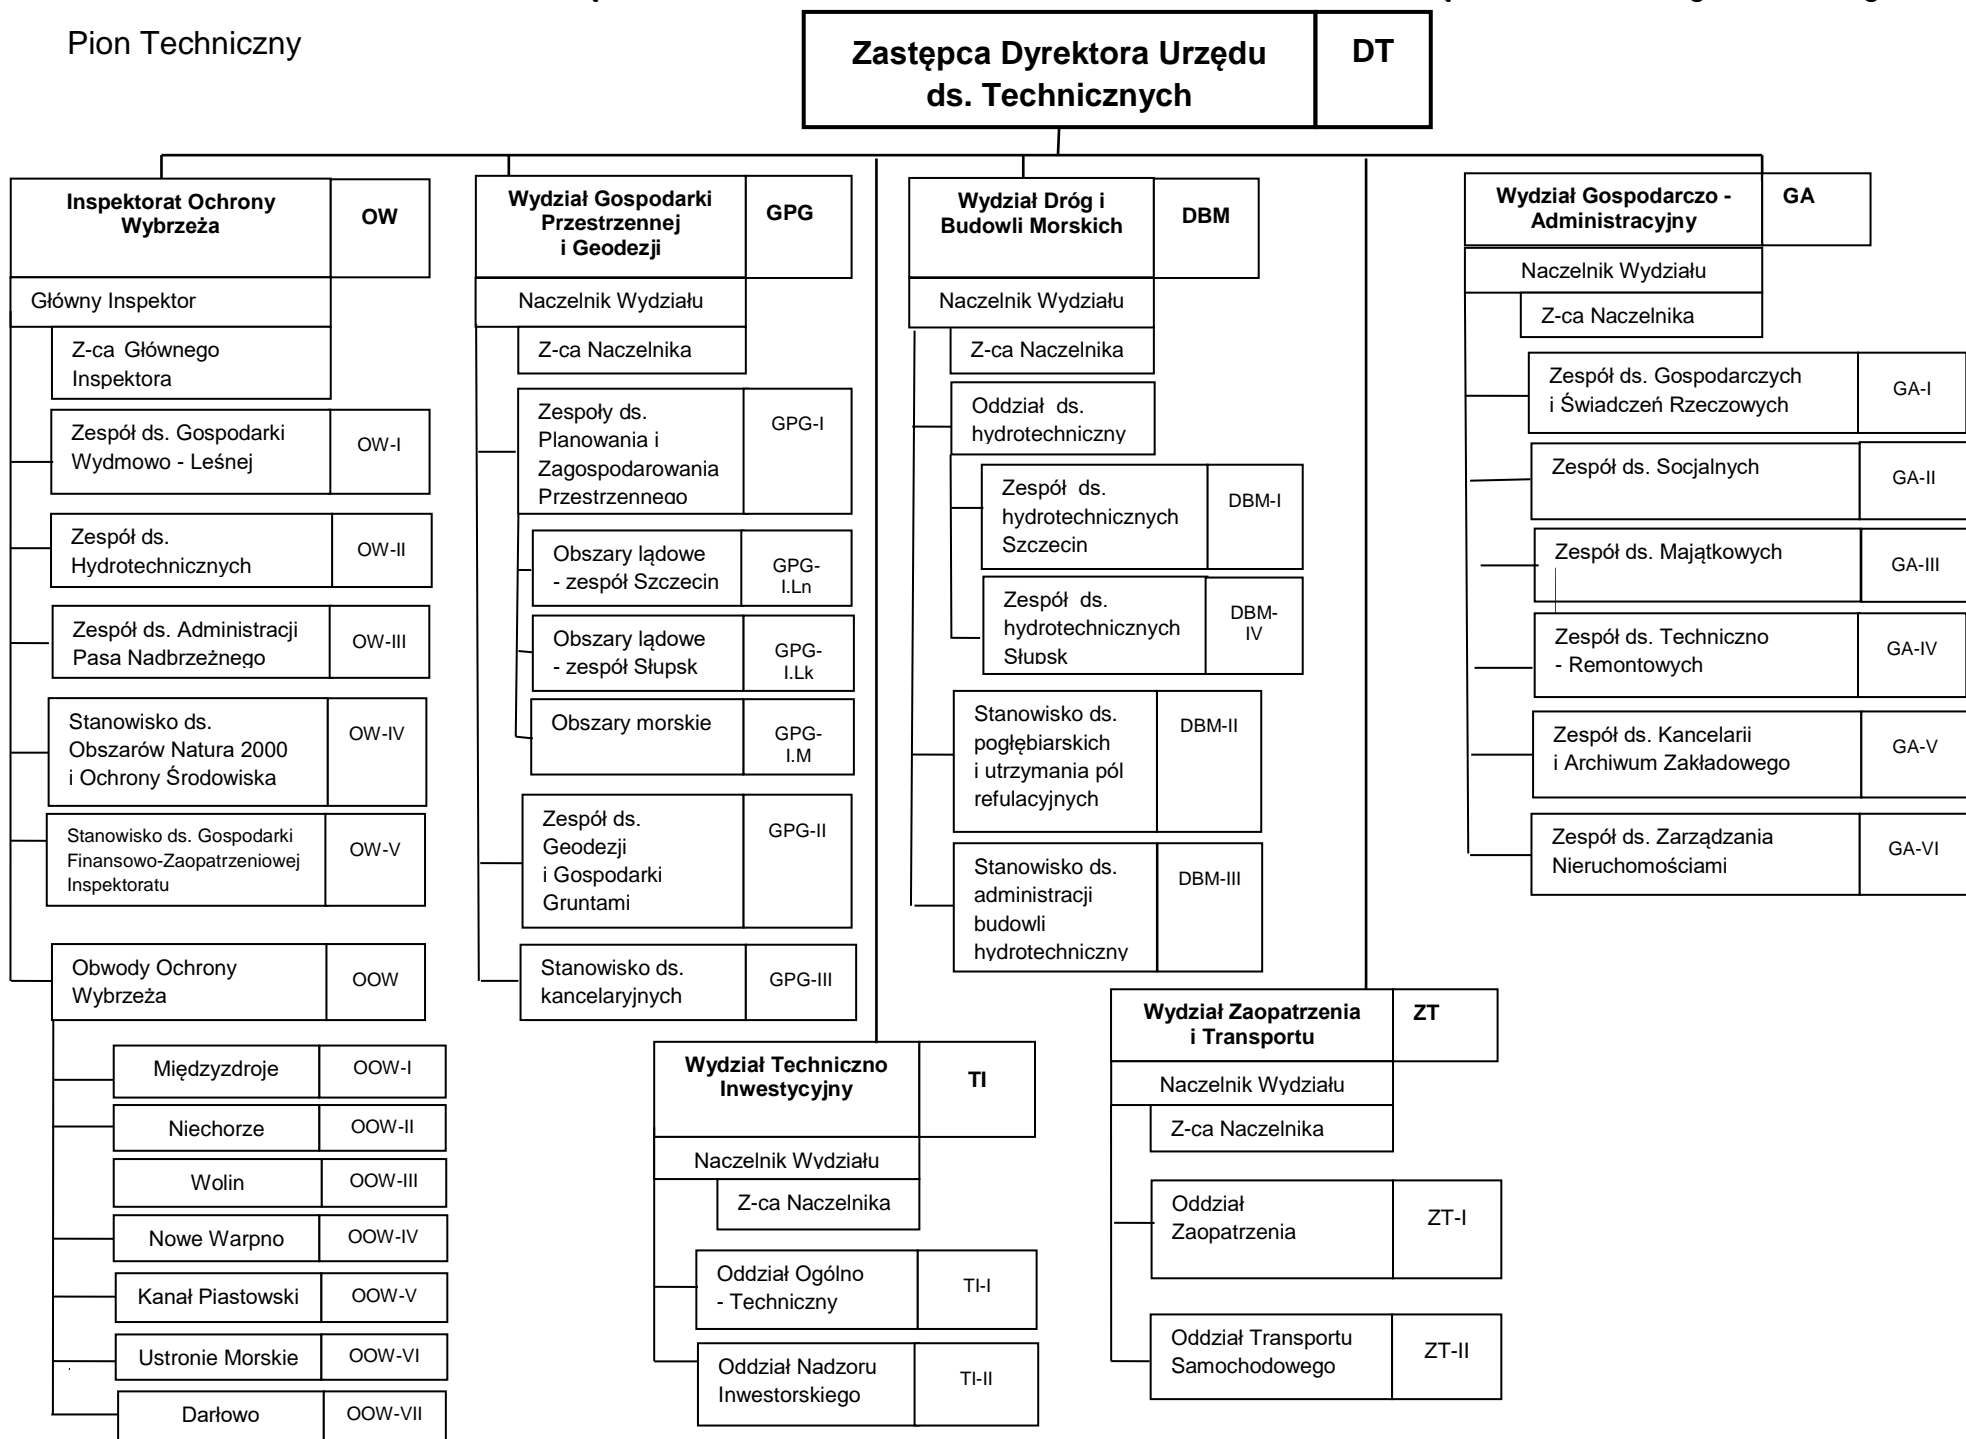 Pion Techniczny
Zastępca Dyrektora Urzędu
ds. Technicznych
DT
Inspektorat Ochrony
Wybrzeża
OW
Główny Inspektor
Z-ca Głównego
Inspektora
Zespół ds. Gospodarki
Wydmowo - Leśnej
OW-I
Zespół ds.
Hydrotechnicznych
OW-II
Zespół ds. Administracji
Pasa Nadbrzeżnego
OW-III
Stanowisko ds.
Obszarów Natura 2000
i Ochrony Środowiska
OW-IV
Stanowisko ds. Gospodarki
Finansowo-Zaopatrzeniowej
Inspektoratu
OW-V
Obwody Ochrony
Wybrzeża
OOW
Międzyzdroje
OOW-I
Niechorze
OOW-II
Wolin
OOW-III
Nowe Warpno
OOW-IV
Kanał Piastowski
OOW-V
Ustronie Morskie
OOW-VI
Darłowo
OOW-VII
Wydział Gospodarki
Przestrzennej
i Geodezji
GPG
Naczelnik Wydziału
Z-ca Naczelnika
Zespoły ds.
Planowania i
Zagospodarowania
Przestrzennego
GPG-I
Obszary lądowe
- zespół Szczecin
GPG-
I.Ln
Obszary lądowe
- zespół Słupsk
GPG-
I.Lk
Obszary morskie
GPG-
I.M
Zespół ds.
Geodezji
i Gospodarki
Gruntami
GPG-II
Stanowisko ds.
kancelaryjnych
GPG-III
Wydział Techniczno
Inwestycyjny
TI
Naczelnik Wydziału
Z-ca Naczelnika
Oddział Ogólno
- Techniczny
TI-I
Oddział Nadzoru
Inwestorskiego
TI-II
Wydział Dróg i
Budowli Morskich
DBM
Naczelnik Wydziału
Z-ca Naczelnika
Oddział ds.
hydrotechniczny
Zespół ds.
hydrotechnicznych
Szczecin
DBM-I
Zespół ds.
hydrotechnicznych
Słupsk
DBM-
IV
Stanowisko ds.
pogłębiarskich
i utrzymania pól
refulacyjnych
DBM-II
Stanowisko ds.
administracji
budowli
hydrotechniczny
DBM-III
Wydział Zaopatrzenia
i Transportu
ZT
Naczelnik Wydziału
Z-ca Naczelnika
Oddział
Zaopatrzenia
ZT-I
Oddział Transportu
Samochodowego
ZT-II
Wydział Gospodarczo -
Administracyjny
GA
Naczelnik Wydziału
Z-ca Naczelnika
Zespół ds. Gospodarczych
i Świadczeń Rzeczowych
GA-I
Zespół ds. Socjalnych
GA-II
Zespół ds. Majątkowych
GA-III
Zespół ds. Techniczno
- Remontowych
GA-IV
Zespół ds. Kancelarii
i Archiwum Zakładowego
GA-V
Zespół ds. Zarządzania
Nieruchomościami
GA-VI